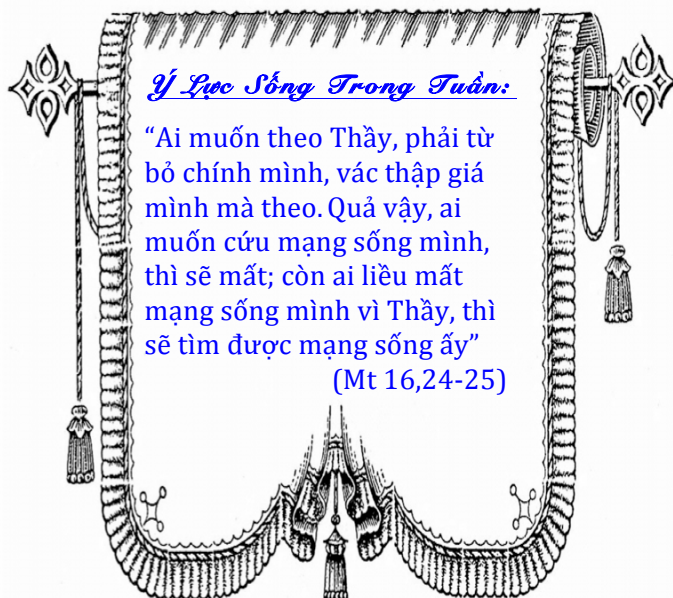 Ý Lực Sống Trong Tuần:
“Ai muốn theo Thầy, phải từ
bỏ chính mình, vác thập giá
mình mà theo. Quả vậy, ai
muốn cứu mạng sống mình,
thì sẽ mất; còn ai liều mất
mạng sống mình vì Thầy, thì
sẽ tìm được mạng sống ấy”
(Mt 16,24-25)